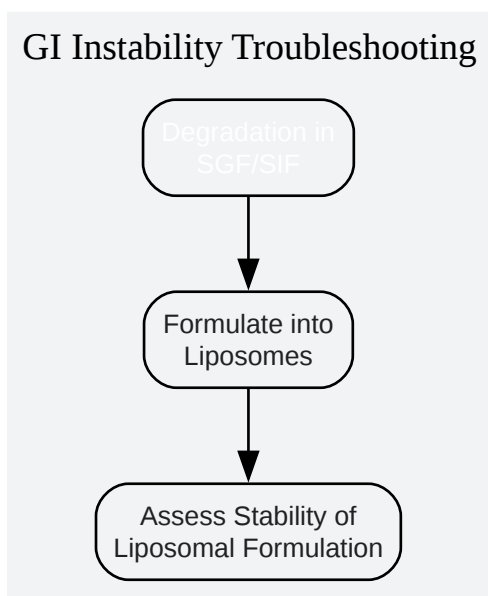 GI Instability Troubleshooting
Degradation in
SGF/SIF
Formulate into
Liposomes
Assess Stability of
Liposomal Formulation